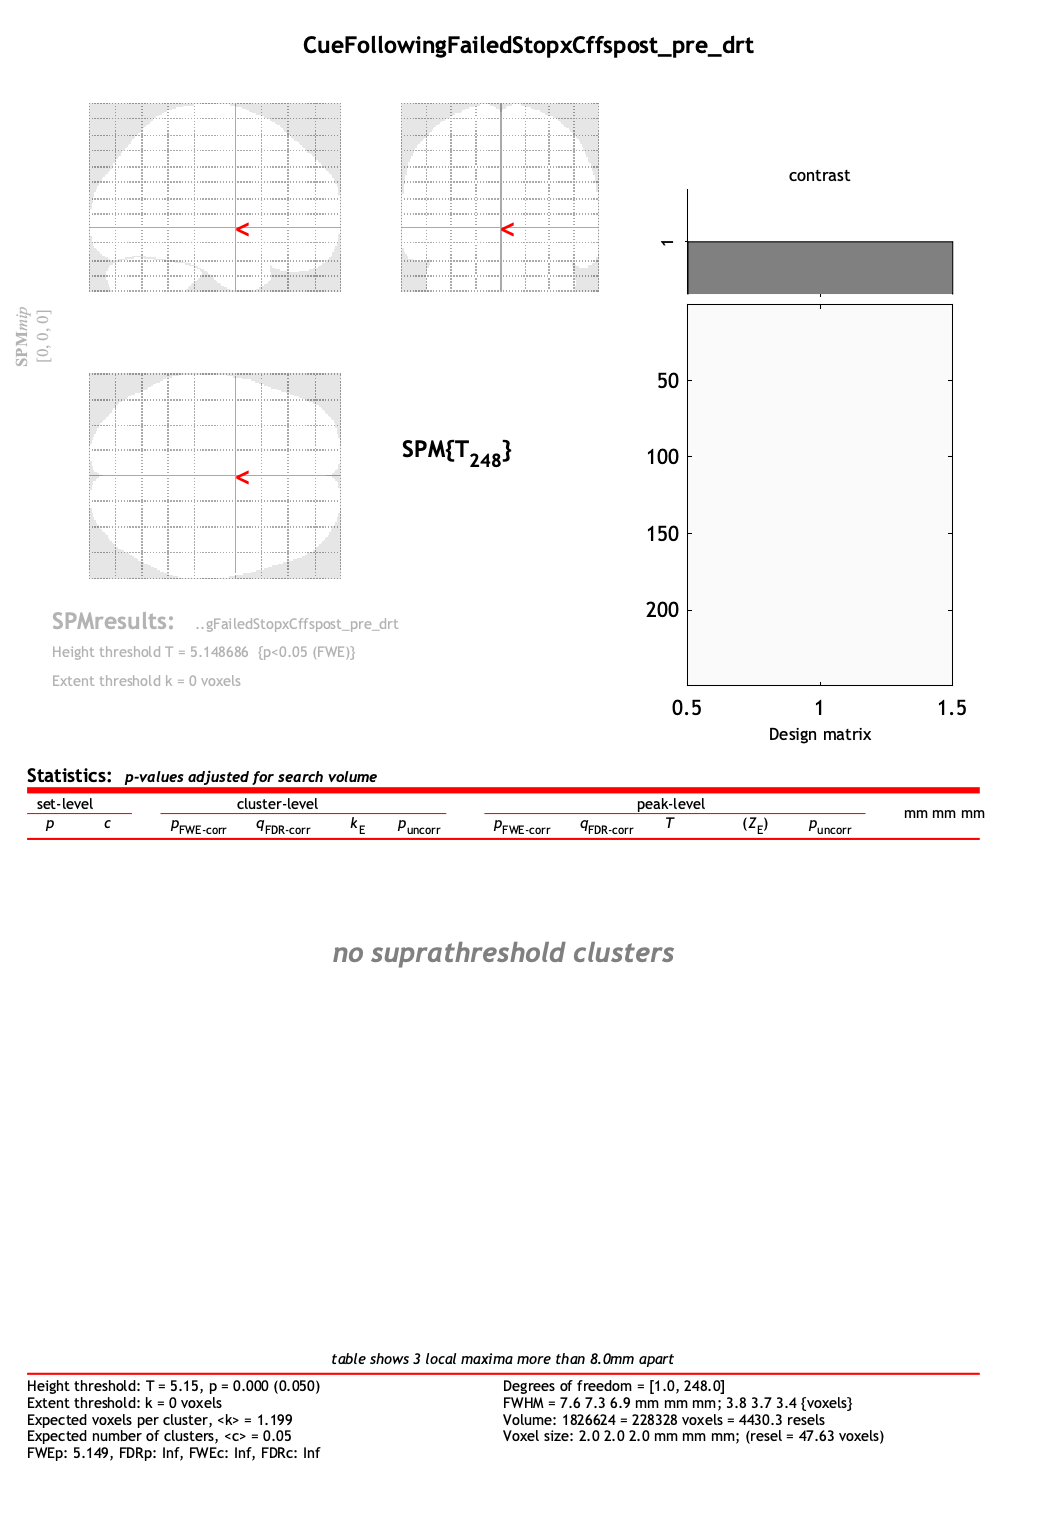 CueFollowingFailedStopxCffspost_pre_drt
SPMmip
[0, 0, 0]
<
<
<
SPM{T248}
contrast
1
50
100
150
200
0.5 1 1.5
Design matrix
SPMresults: ..gFailedStopxCffspost_pre_drt
Height threshold T = 5.148686 {p<0.05 (FWE)}
Extent threshold k = 0 voxels
Statistics: p-values adjusted for search volume
set-level cluster-level peak-level mm mm mm
p c pFWE-corr qFDR-corr kE puncorr pFWE-corr qFDR-corr T (ZE) puncorr
no suprathreshold clusters
table shows 3 local maxima more than 8.0mm apart
Height threshold: T = 5.15, p = 0.000 (0.050)
Extent threshold: k = 0 voxels
Expected voxels per cluster, <k> = 1.199
Expected number of clusters, <c> = 0.05
FWEp: 5.149, FDRp: Inf, FWEc: Inf, FDRc: Inf
Degrees of freedom = [1.0, 248.0]
FWHM = 7.6 7.3 6.9 mm mm mm; 3.8 3.7 3.4 {voxels}
Volume: 1826624 = 228328 voxels = 4430.3 resels
Voxel size: 2.0 2.0 2.0 mm mm mm; (resel = 47.63 voxels)